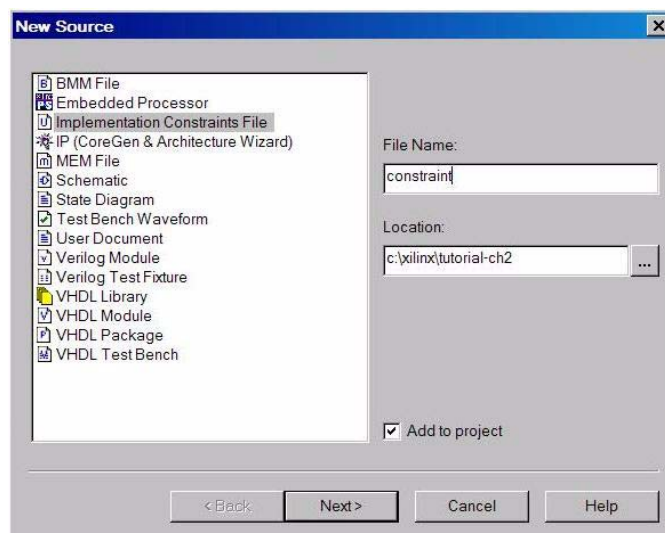 New Source
BMM File
Embedded Processor
Implementation Constraints File
IP (CoreGen & Architecture Wizard)
MEM File
Schematic
State Diagram
Test Bench Waveform
User Document
Verilog Module
Verilog Test Fixture
VHDL Library
VHDL Module
VHDL Package
VHDL Test Bench
File Name:
constraint
Location:
c:\xilinx\tutorial-ch2
...
Add to project
< Back
Next >
Cancel
Help